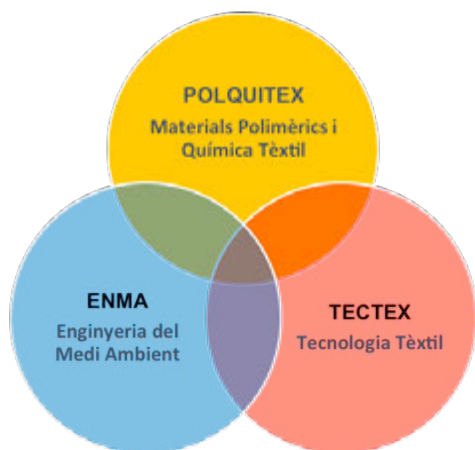 POLQUITEX
Materials Polimèrics i
Química Tèxtil
ENMA
Enginyeria del
Medi Ambient
TECTEX
Tecnologia Tèxtil